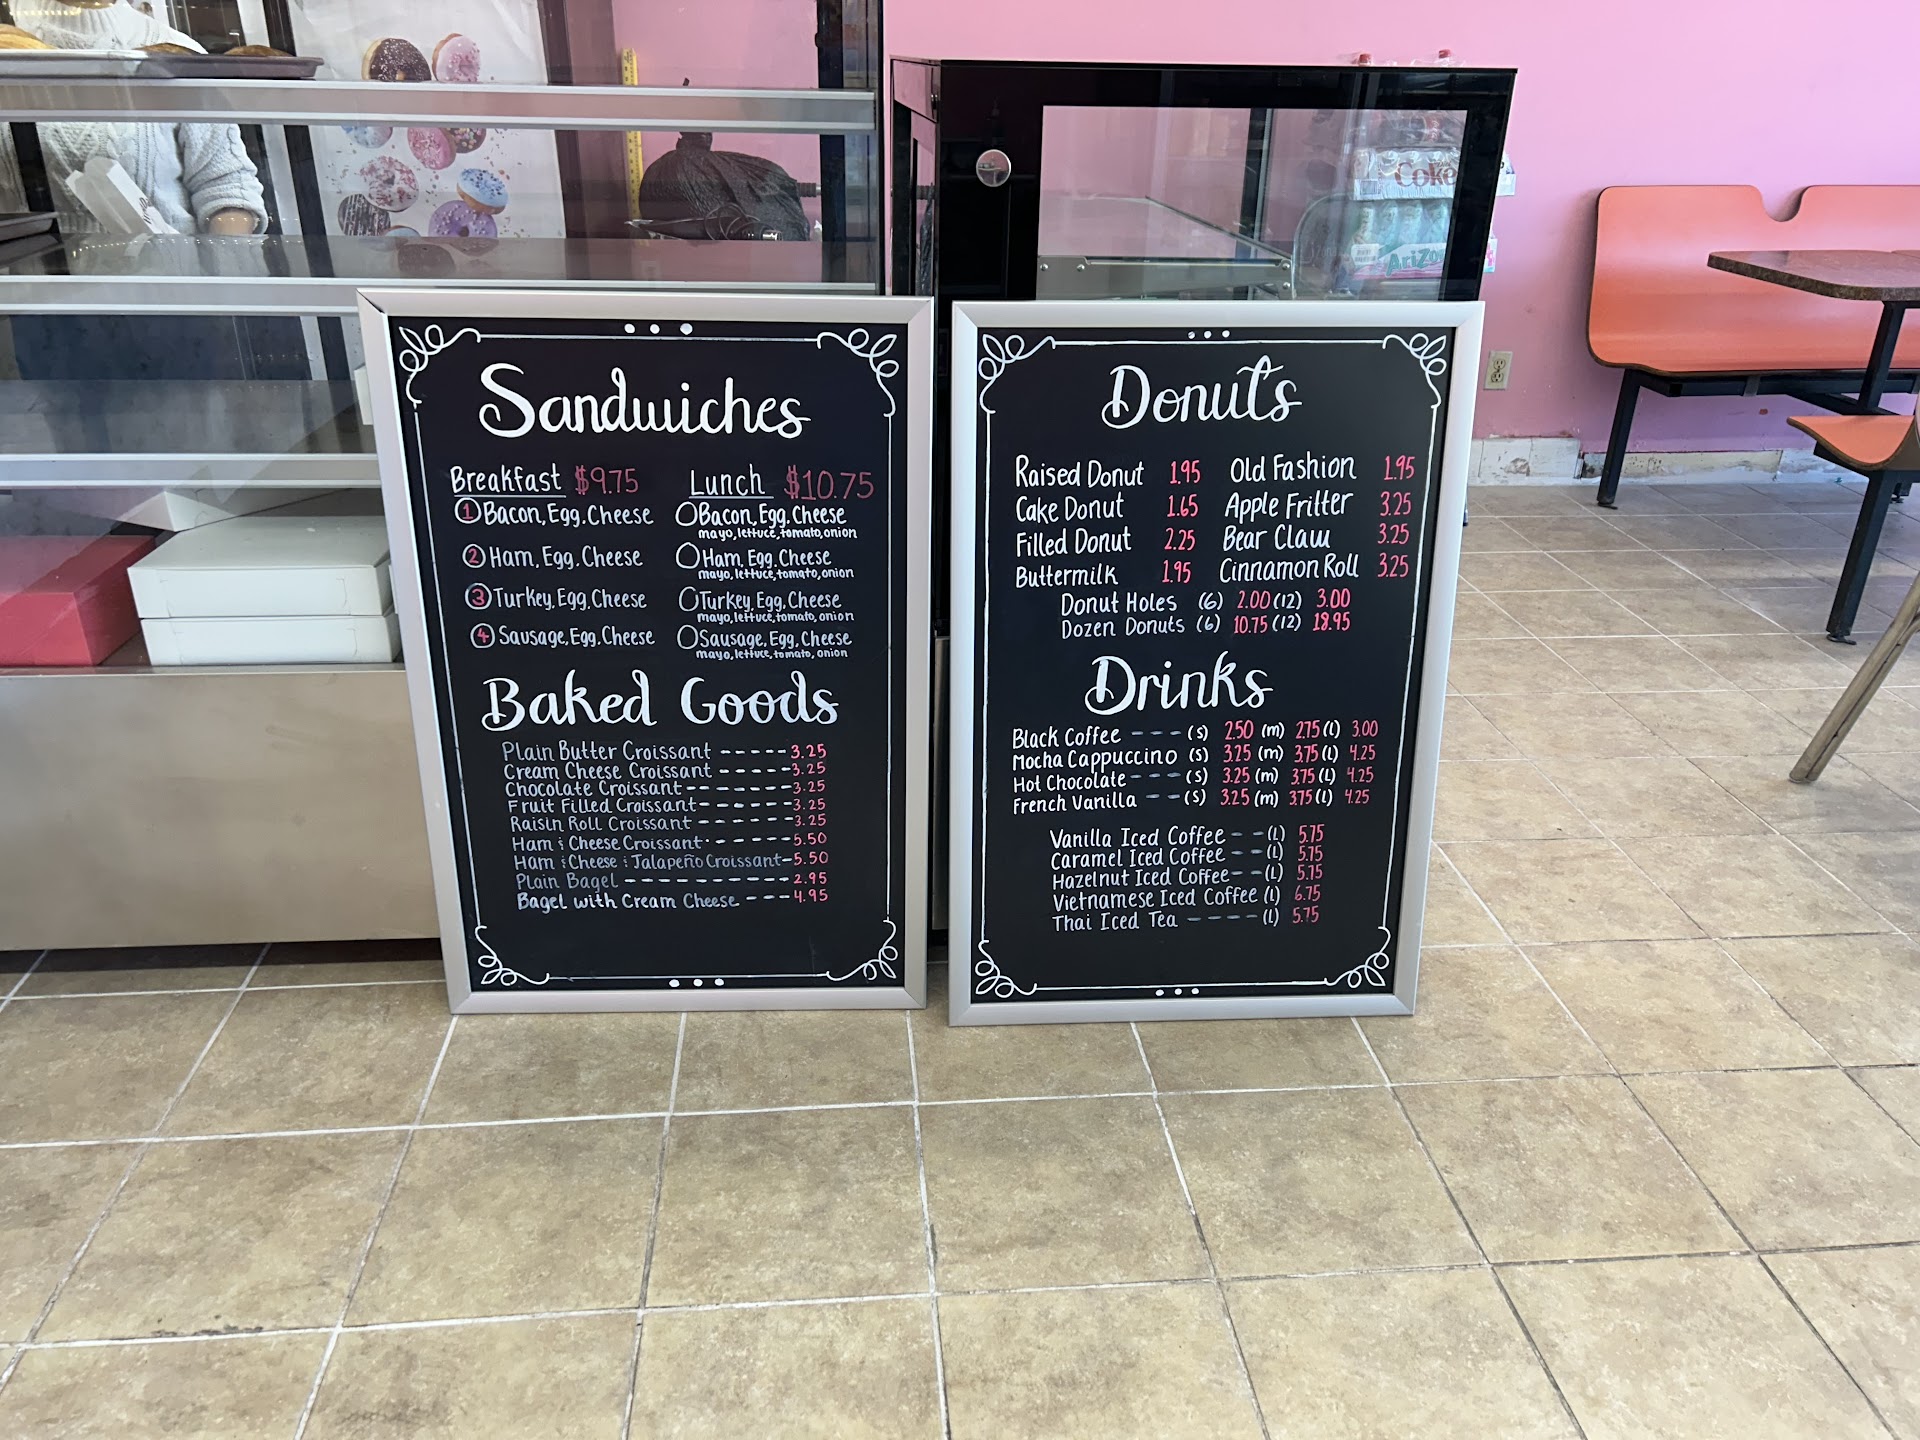 Coke
AriZo
Sandwiches
Breakfast $9.75
1 Bacon, Egg, Cheese
2 Ham, Egg, Cheese
3 Turkey, Egg, Cheese
4 Sausage, Egg, Cheese
Lunch $10.75
Bacon, Egg, Cheese
mayo, lettuce, tomato, onion
Ham, Egg, Cheese
mayo, lettuce, tomato, onion
Turkey, Egg, Cheese
mayo, lettuce, tomato, onion
Sausage, Egg, Cheese
mayo, lettuce, tomato, onion
Baked Goods
Plain Butter Croissant ----- 3.25
Cream Cheese Croissant ----- 3.25
Chocolate Croissant ------ 3.25
Fruit Filled Croissant ------ 3.25
Raisin Roll Croissant ------ 3.25
Ham & Cheese Croissant ------ 5.50
Ham & Cheese & Jalapeño Croissant - 5.50
Plain Bagel ---------- 2.95
Bagel with Cream Cheese --- 4.95
Donuts
Raised Donut 1.95
Cake Donut 1.65
Filled Donut 2.25
Buttermilk 1.95
Old Fashion 1.95
Apple Fritter 3.25
Bear Claw 3.25
Cinnamon Roll 3.25
Donut Holes (6) 2.00 (12) 3.00
Dozen Donuts (6) 10.75 (12) 18.95
Drinks
Black Coffee --- (s) 2.50 (m) 2.75 (L) 3.00
Mocha Cappuccino (s) 3.25 (m) 3.75 (L) 4.25
Hot Chocolate --- (s) 3.25 (m) 3.75 (L) 4.25
French Vanilla -- (s) 3.25 (m) 3.75 (L) 4.25
Vanilla Iced Coffee -- (L) 5.75
Caramel Iced Coffee -- (L) 5.75
Hazelnut Iced Coffee -- (L) 5.75
Vietnamese Iced Coffee (L) 6.75
Thai Iced Tea ---- (L) 5.75